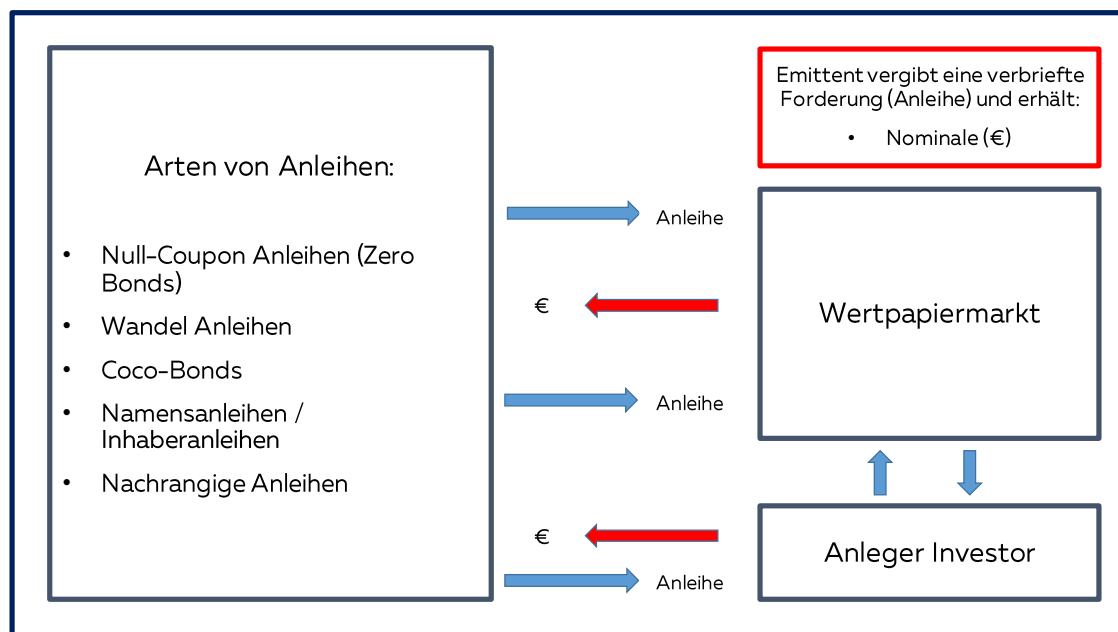 Arten von Anleihen:
• Null-Coupon Anleihen (Zero
Bonds)
• Wandel Anleihen
• Coco-Bonds
• Namensanleihen /
Inhaberanleihen
• Nachrangige Anleihen
Anleihe
€
Anleihe
€
Anleihe
Emittent vergibt eine verbriefte
Forderung (Anleihe) und erhält:
• Nominale (€)
Wertpapiermarkt
Anleger Investor